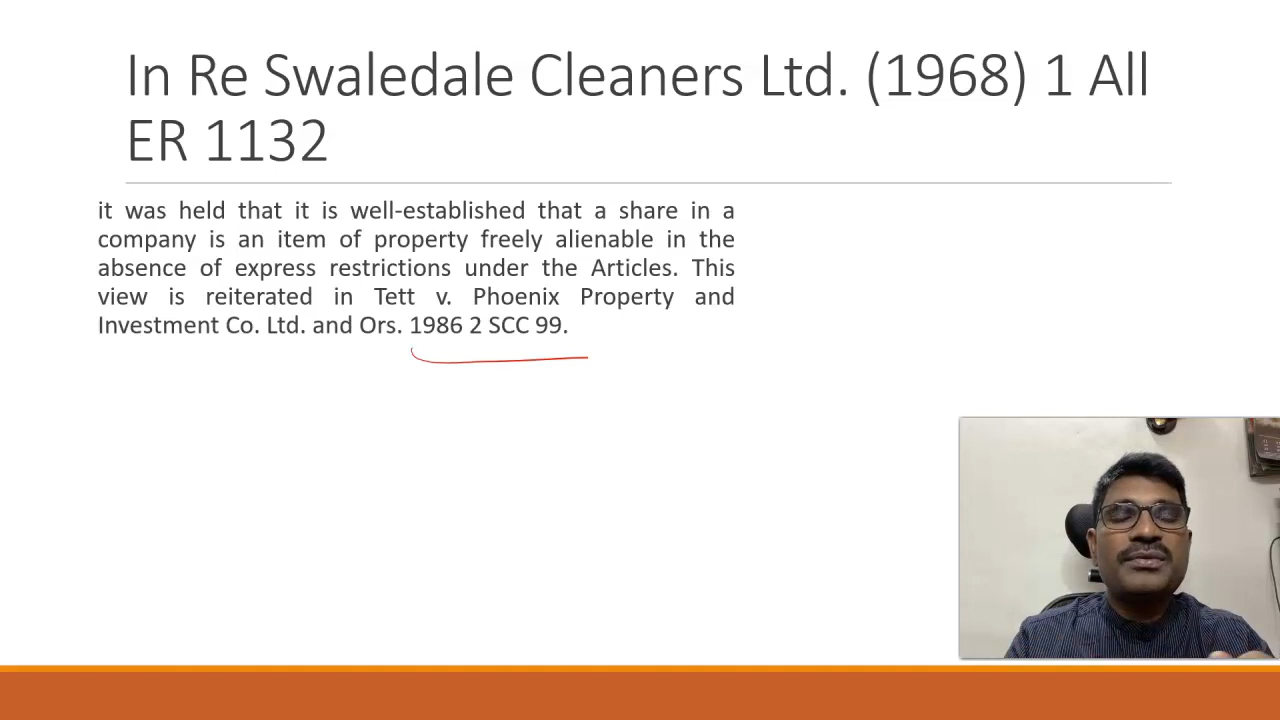 In Re Swaledale Cleaners Ltd. (1968) 1 All
ER 1132
it was held that it is well-established that a share in a
company is an item of property freely alienable in the
absence of express restrictions under the Articles. This
view is reiterated in Tett v. Phoenix Property and
Investment Co. Ltd. and Ors. 1986 2 SCC 99.